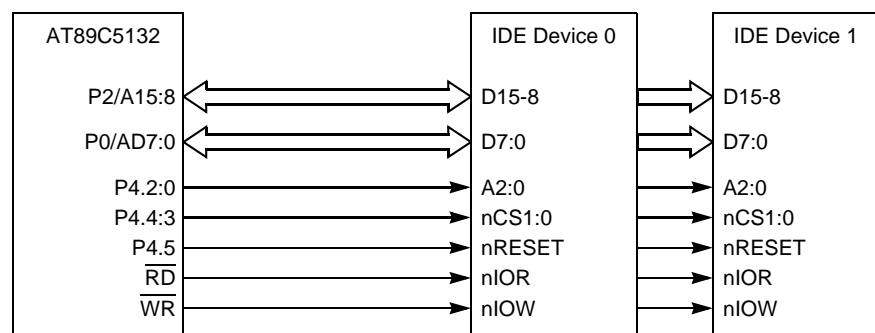 AT89C5132 IDE Device 0 IDE Device 1
P2/A15:8 D15-8 D15-8
P0/AD7:0 D7:0 D7:0
P4.2:0 A2:0 A2:0
P4.4:3 nCS1:0 nCS1:0
P4.5 nRESET nRESET
RD nIOR nIOR
WR nIOW nIOW